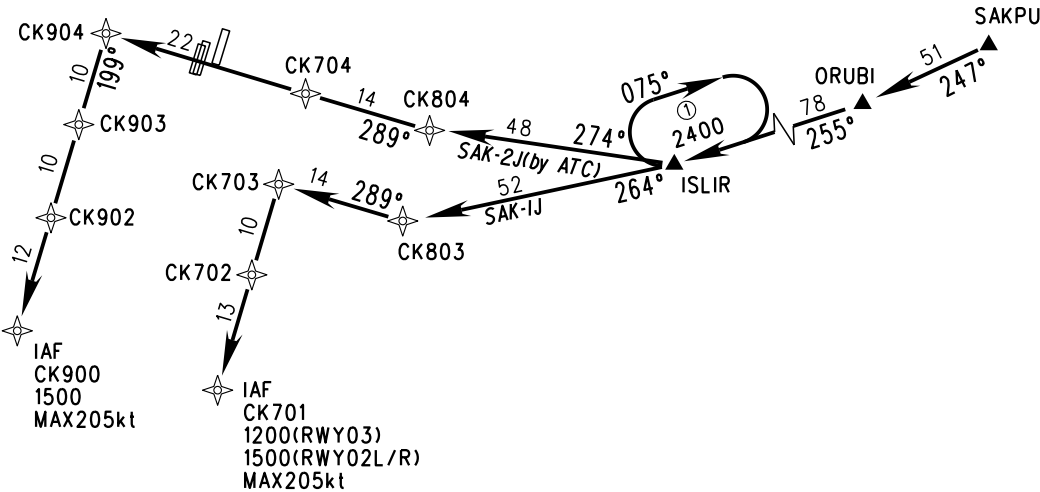 SAKPU
51
247°
ORUBI
78
255°
075°
①
2400
ISLIR
274°
48
SAK-2J(by ATC)
264°
52
SAK-1J
CK804
14
289°
CK704
22
CK904
10
199°
CK903
10
CK902
12
IAF
CK900
1500
MAX205kt
CK803
289°
14
CK703
10
CK702
13
IAF
CK701
1200(RWY03)
1500(RWY02L/R)
MAX205kt